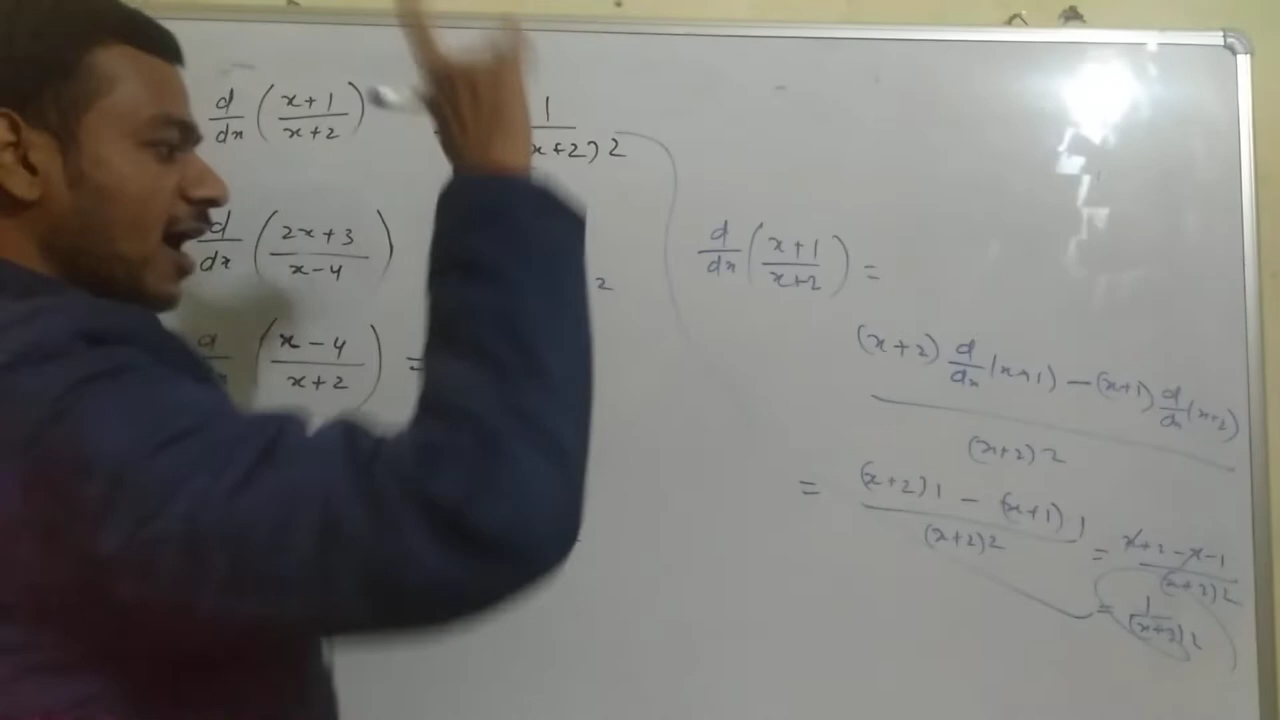 d/dx (x+1/x+2) 1/x+2)2
d/dx (2x+3/x-4) 2
d (x-4/x+2) =
d/dx (x+1/x+2) =
(x+2) d/dx (x+1) - (x+1) d/dx (x+2)
(x+2)2
= (x+2)1 - (x+1)1/(x+2)2 = x+2-x-1/(x+2)2
= 1/(x+2)2